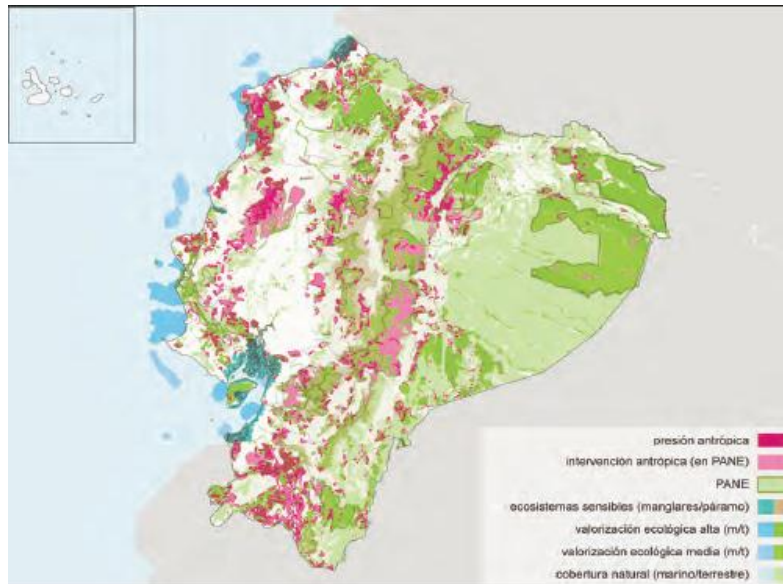 presión antrópica
intervención antrópica (en PANE)
PANE
ecosistemas sensibles (manglares/páramo)
valorización ecológica alta (m/t)
valorización ecológica media (m/t)
cobertura natural (marino/terrestre)